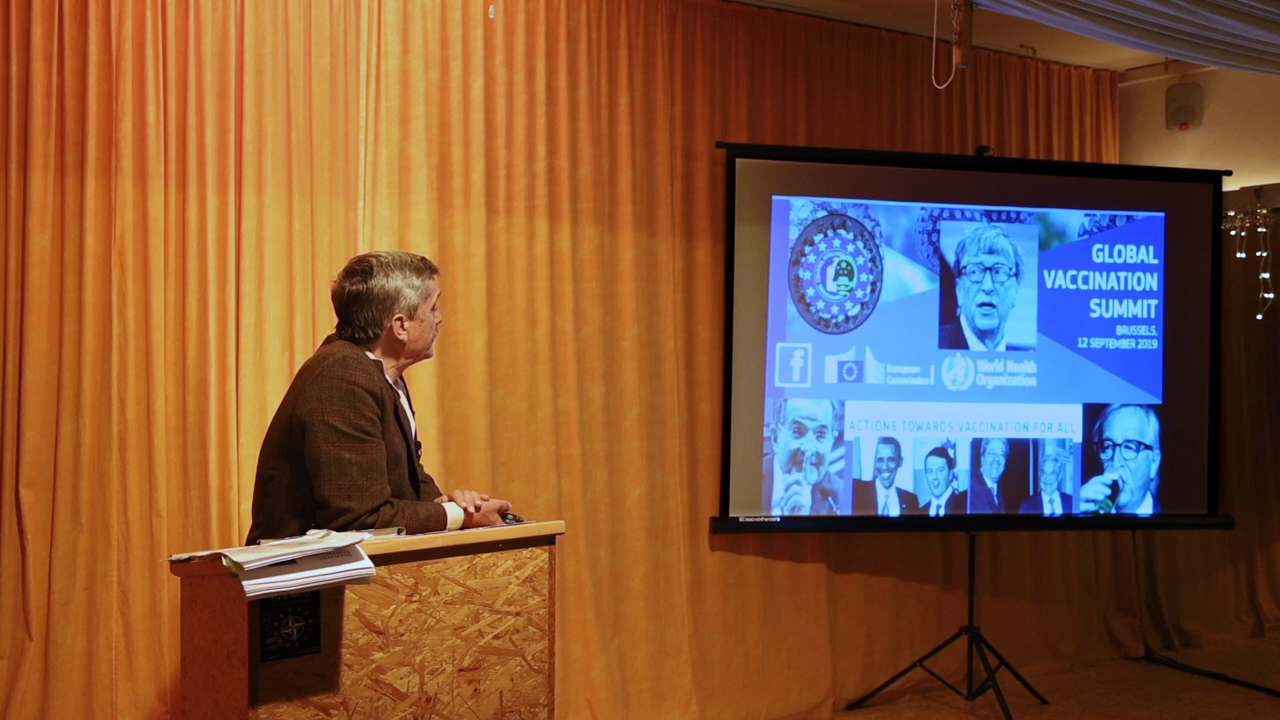 GLOBAL
VACCINATION
SUMMIT
BRUSSELS,
12 SEPTEMBER 2019
f
European
Commission
World Health
Organization
ACTIONS TOWARDS VACCINATION FOR ALL